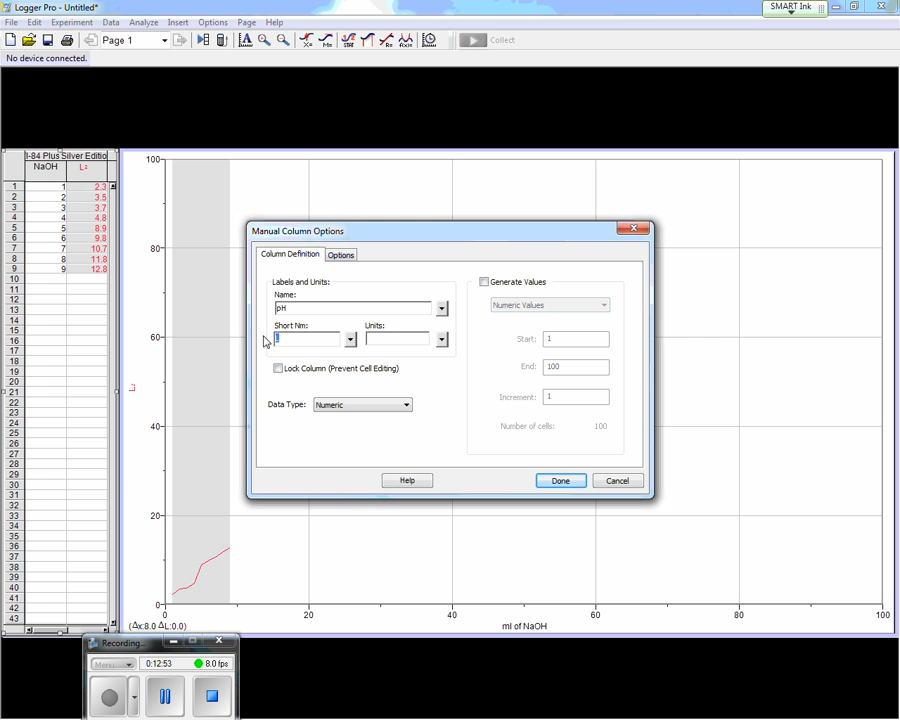 Logger Pro - Untitled*
SMART Ink
File Edit Experiment Data Analyze Insert Options Page Help
Page 1
Collect
No device connected.
I-84 Plus Silver Editio
NaOH L₂
1 1 2.3
2 2 3.5
3 3 3.7
4 4 4.8
5 5 8.9
6 6 9.8
7 7 10.7
8 8 11.8
9 9 12.8
10
11
12
13
14
15
16
17
18
19
20
21
22
23
24
25
26
27
28
29
30
31
32
33
34
35
36
37
38
39
40
41
42
43
100
80
60
40
20
0
L₂
20 40 60 80 100
ml of NaOH
(Δx:8.0 ΔL:0.0)
Manual Column Options
Column Definition Options
Labels and Units:
Name:
pH
Short Nm: Units:
Lock Column (Prevent Cell Editing)
Data Type: Numeric
Generate Values
Numeric Values
Start: 1
End: 100
Increment: 1
Number of cells: 100
Help Done Cancel
Recording...
Menu 0:12:53 8.0 fps